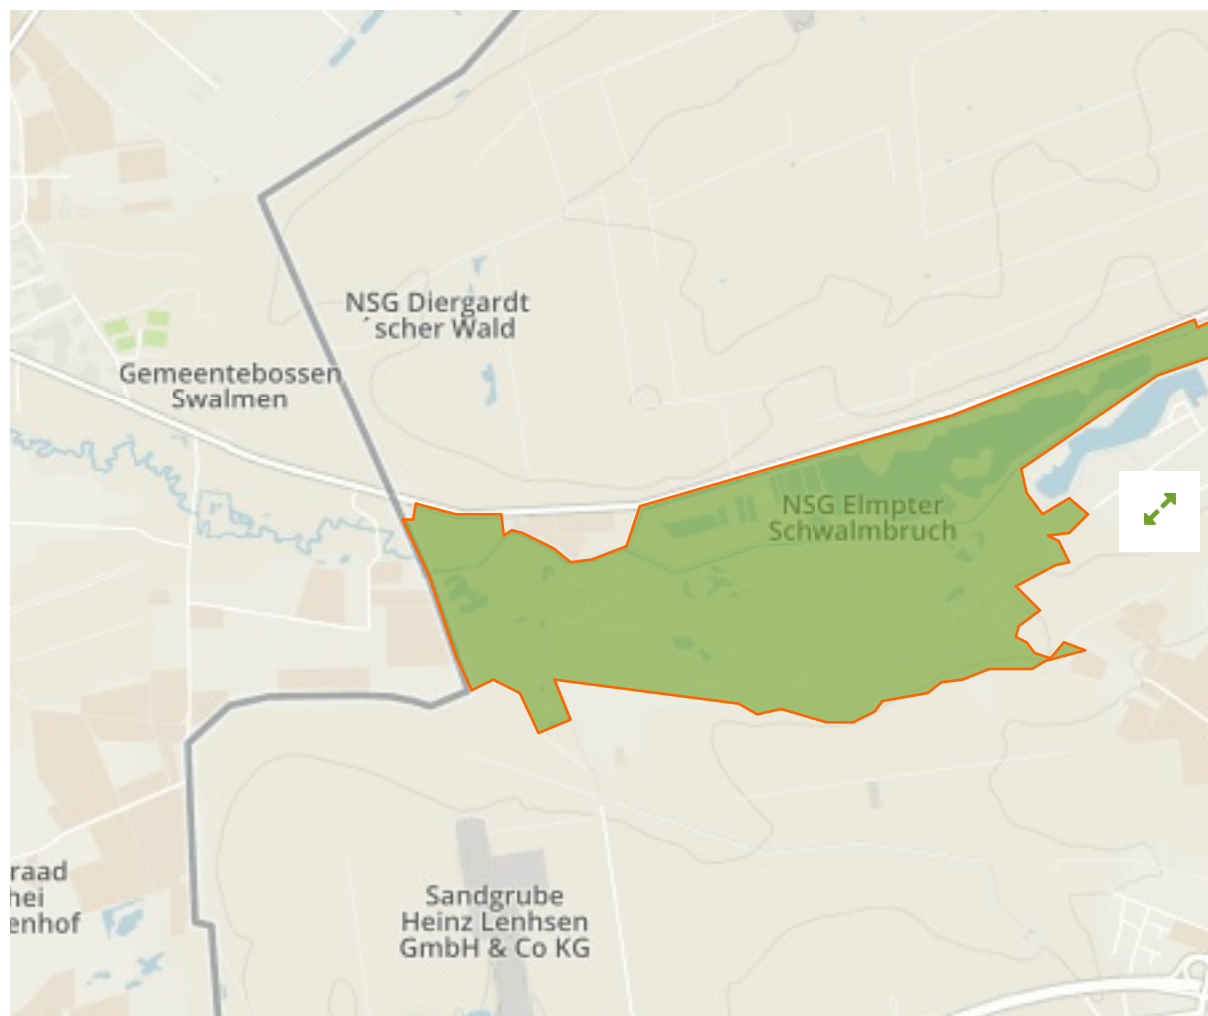 NSG Diergardt
´scher Wald
Gemeentebossen
Swalmen
NSG Elmpter
Schwalmbruch
raad
hei
enhof
Sandgrube
Heinz Lenhsen
GmbH & Co KG